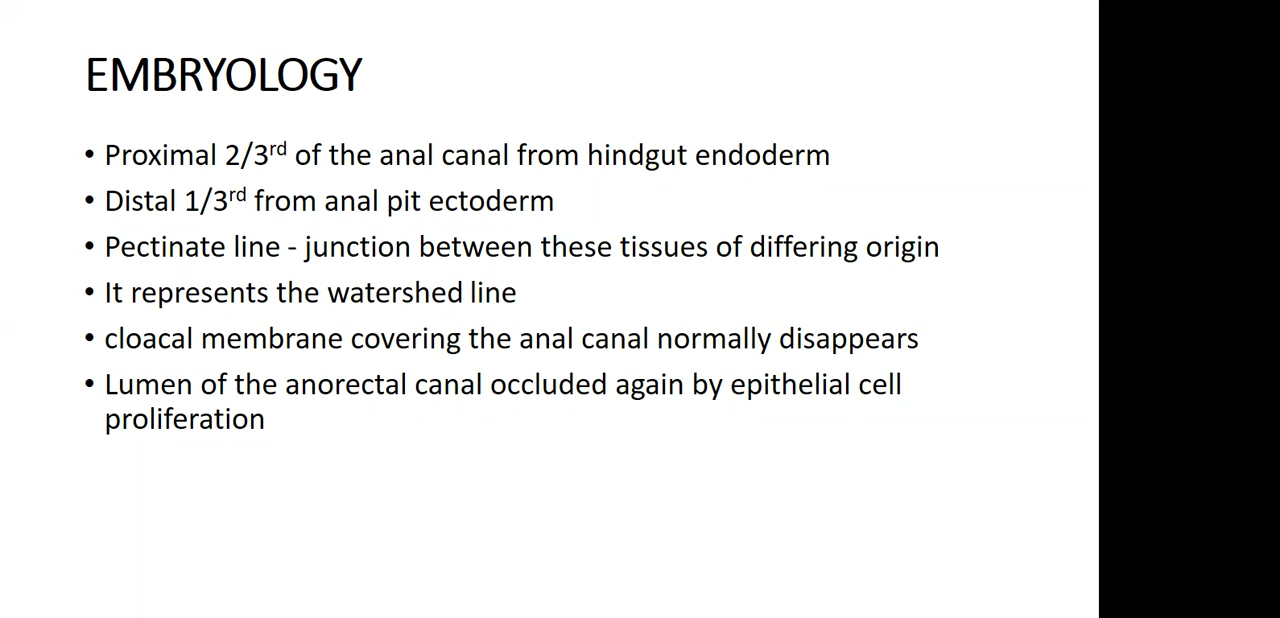 EMBRYOLOGY
• Proximal 2/3rd of the anal canal from hindgut endoderm
• Distal 1/3rd from anal pit ectoderm
• Pectinate line - junction between these tissues of differing origin
• It represents the watershed line
• cloacal membrane covering the anal canal normally disappears
• Lumen of the anorectal canal occluded again by epithelial cell
proliferation